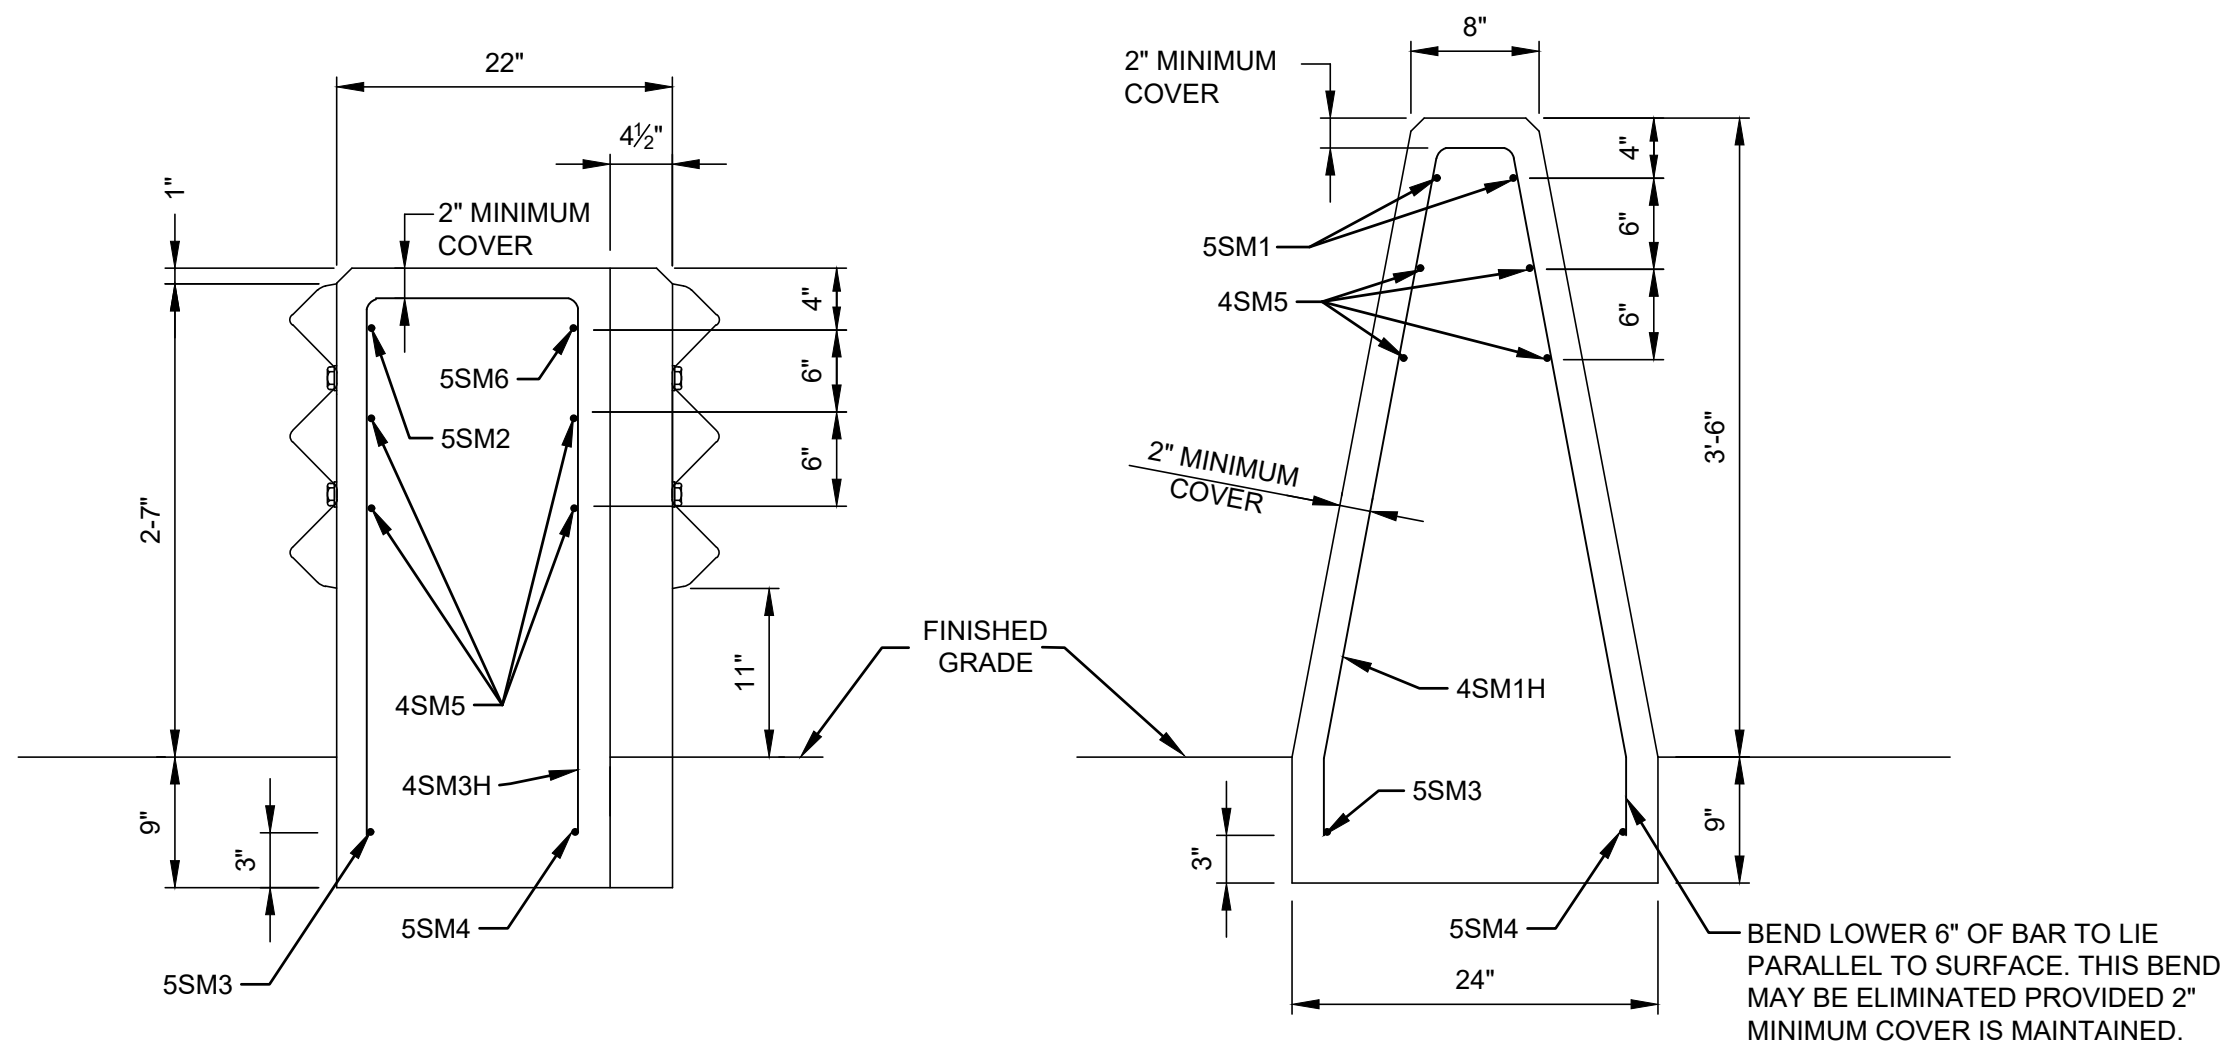 22"
4½"
1"
2" MINIMUM
COVER
4"
6"
6"
5SM6
5SM2
2-7"
4SM5
11"
4SM3H
9"
3"
5SM4
5SM3
FINISHED
GRADE
8"
2" MINIMUM
COVER
4"
6"
6"
5SM1
4SM5
3'-6"
2" MINIMUM
COVER
4SM1H
5SM3
9"
3"
5SM4
24"
BEND LOWER 6" OF BAR TO LIE
PARALLEL TO SURFACE. THIS BEND
MAY BE ELIMINATED PROVIDED 2"
MINIMUM COVER IS MAINTAINED.